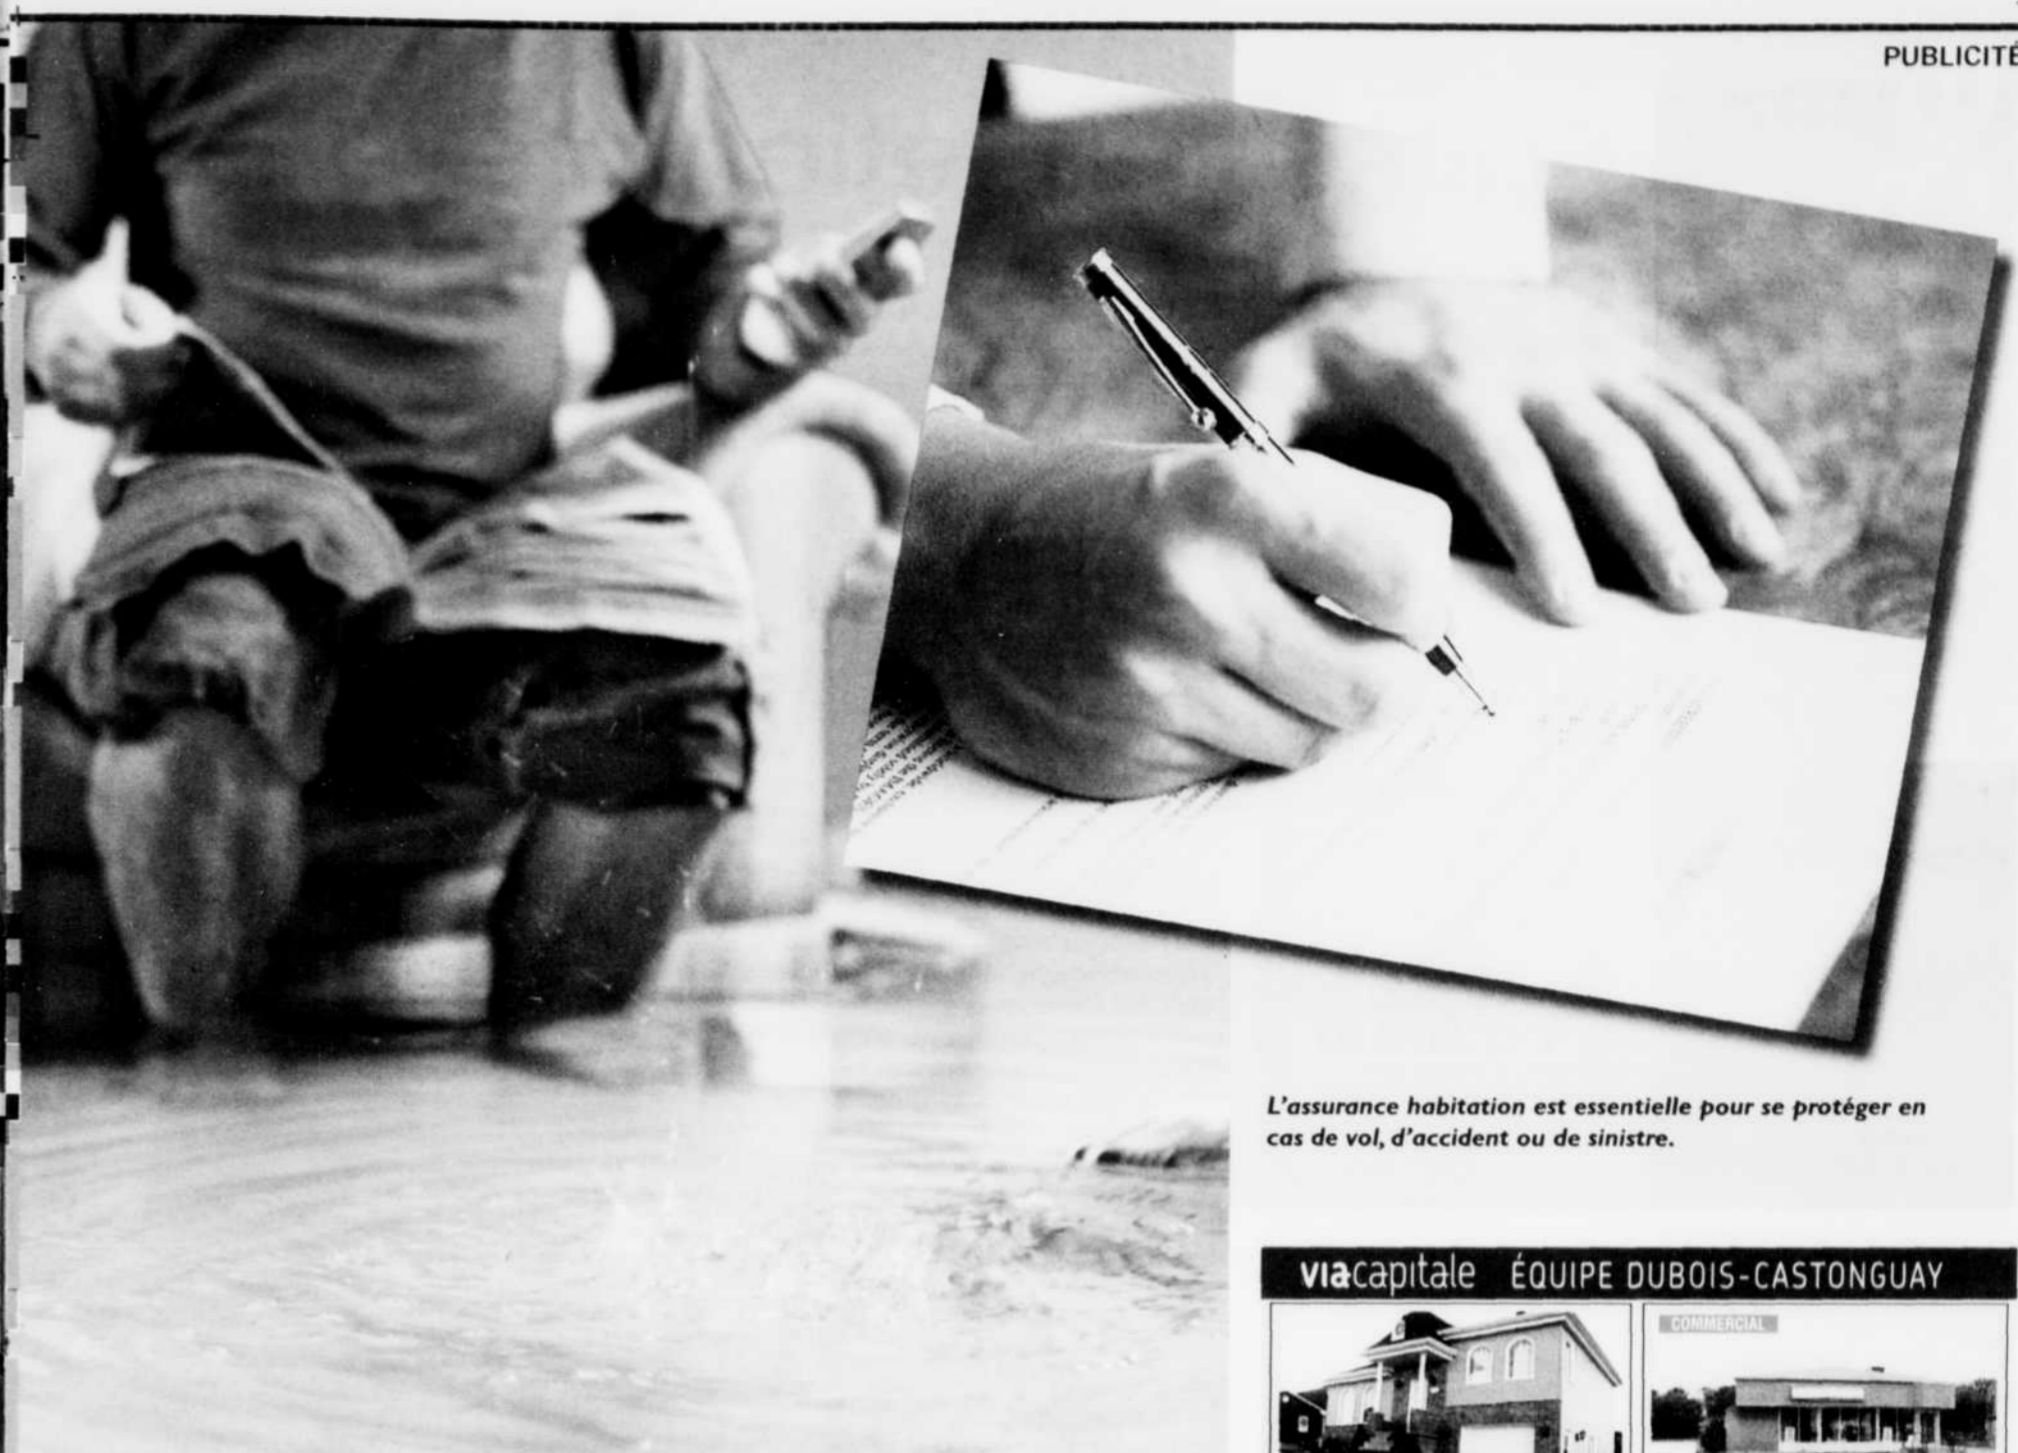 PUBLICITÉ
L'assurance habitation est essentielle pour se protéger en
cas de vol, d'accident ou de sinistre.
viacapitale ÉQUIPE DUBOIS-CASTONGUAY
COMMERCIAL